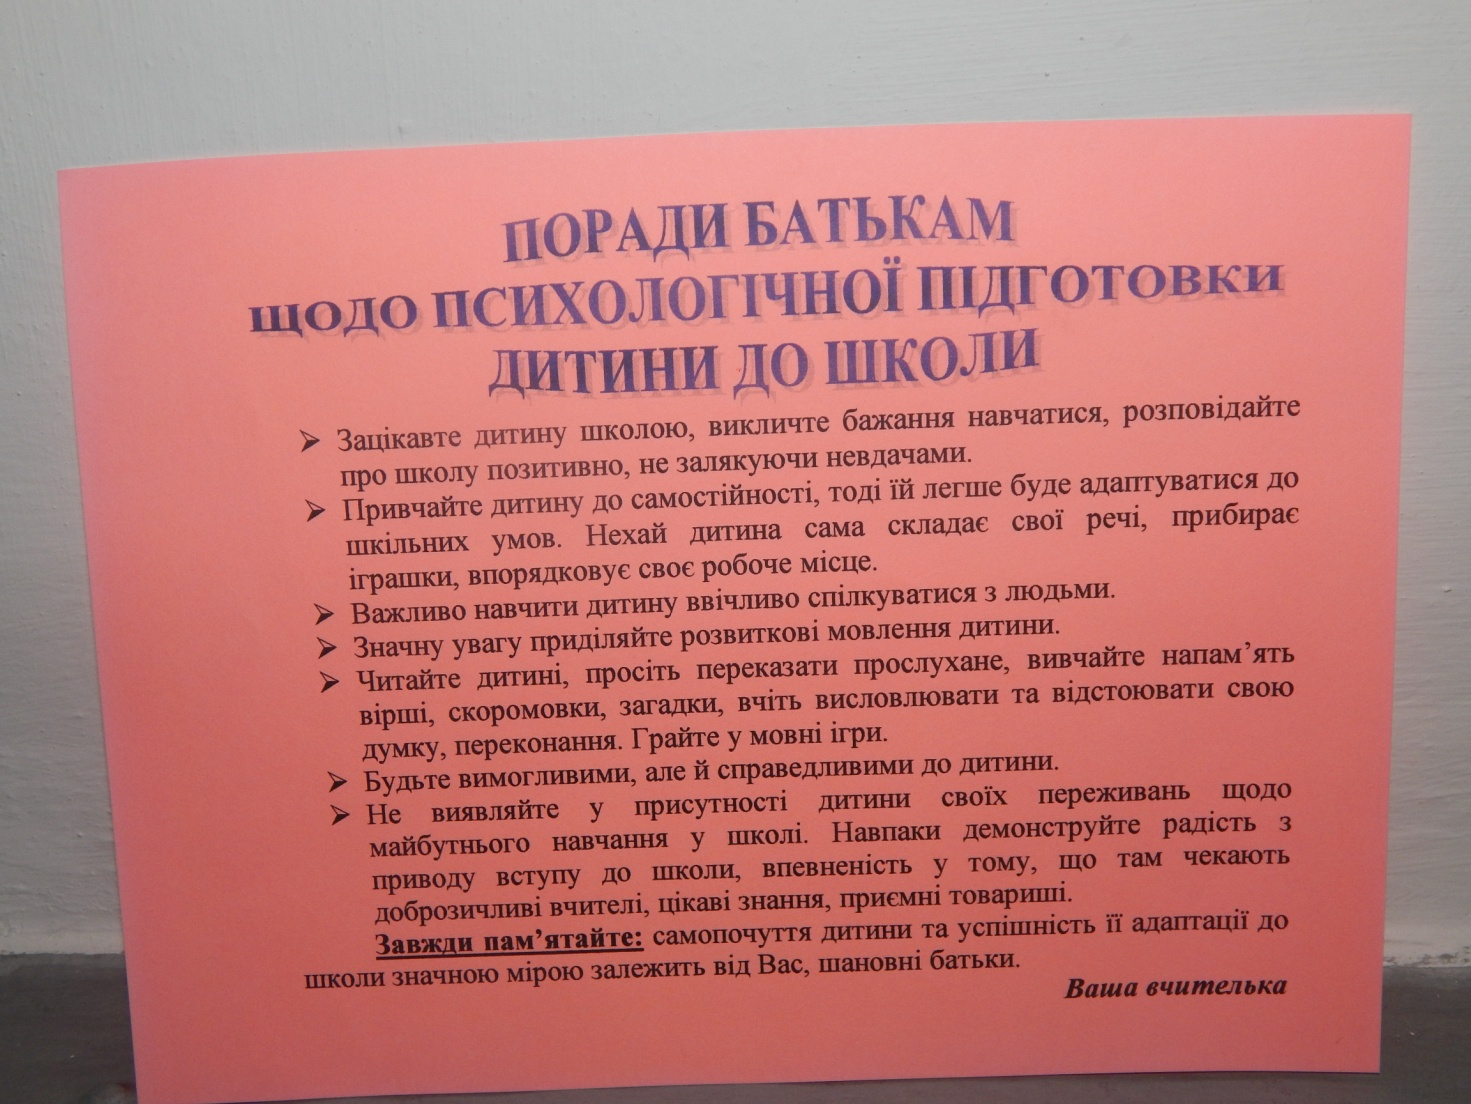 ПОРАДИ БАТЬКАМ
ЩОДО ПСИХОЛОГІЧНОЇ ПІДГОТОВКИ
ДИТИНИ ДО ШКОЛИ
➢ Зацікавте дитину школою, викличте бажання навчатися, розповідайте
про школу позитивно, не залякуючи невдачами.
➢ Привчайте дитину до самостійності, тоді їй легше буде адаптуватися до
шкільних умов. Нехай дитина сама складає свої речі, прибирає
іграшки, впорядковує своє робоче місце.
➢ Важливо навчити дитину ввічливо спілкуватися з людьми.
➢ Значну увагу приділяйте розвиткові мовлення дитини.
➢ Читайте дитині, просіть переказати прослухане, вивчайте напам’ять
вірші, скоромовки, загадки, вчіть висловлювати та відстоювати свою
думку, переконання. Грайте у мовні ігри.
➢ Будьте вимогливими, але й справедливими до дитини.
➢ Не виявляйте у присутності дитини своїх переживань щодо
майбутнього навчання у школі. Навпаки демонструйте радість з
приводу вступу до школи, впевненість у тому, що там чекають
доброзичливі вчителі, цікаві знання, приємні товариші.
Завжди пам’ятайте: самопочуття дитини та успішність її адаптації до
школи значною мірою залежить від Вас, шановні батьки.
Ваша вчителька